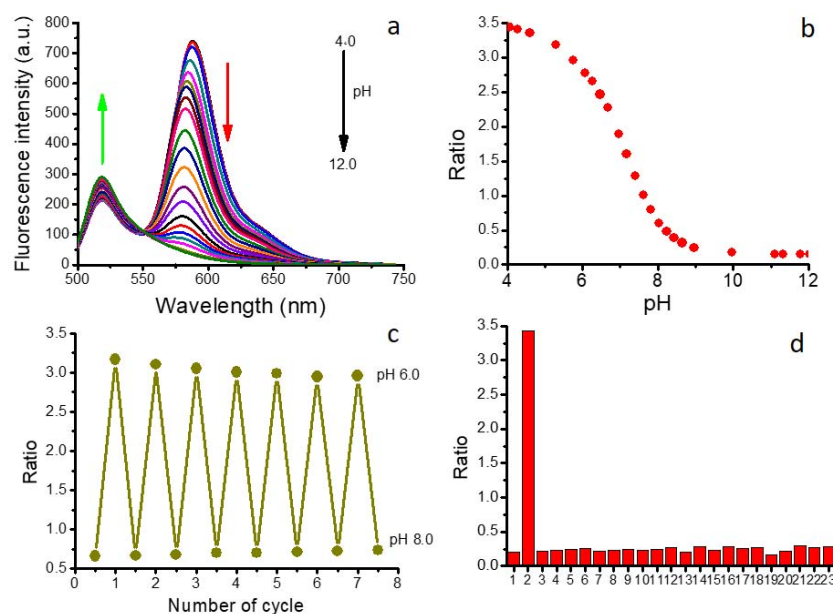 a
Fluorescence intensity (a.u.)
800
700
600
500
400
300
200
100
0
4.0
pH
12.0
500 550 600 650 700 750
Wavelength (nm)
b
Ratio
3.5
3.0
2.5
2.0
1.5
1.0
0.5
0.0
4 6 8 10 12
pH
c
Ratio
3.5
3.0
2.5
2.0
1.5
1.0
0.5
pH 6.0
pH 8.0
0 1 2 3 4 5 6 7 8
Number of cycle
d
Ratio
3.5
3.0
2.5
2.0
1.5
1.0
0.5
0.0
1 2 3 4 5 6 7 8 9 10 11 12 13 14 15 16 17 18 19 20 21 22 23